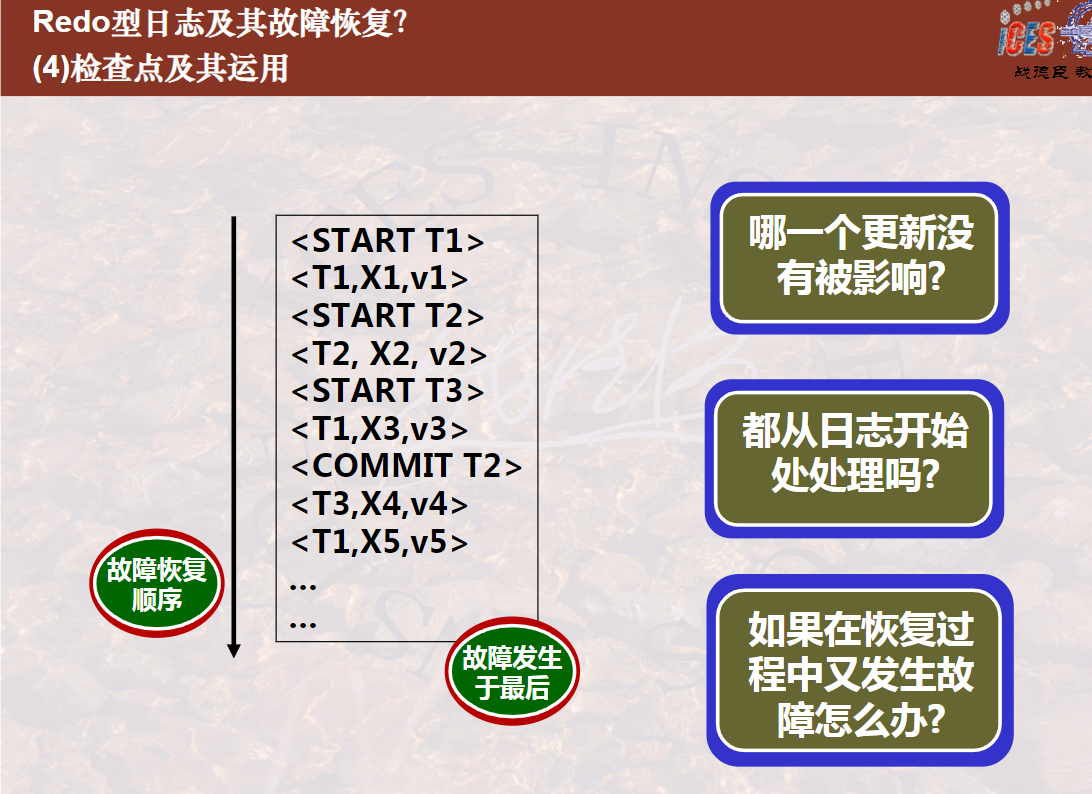 Redo型日志及其故障恢复?
(4)检查点及其运用
iCES
战德臣 教
<START T1>
<T1,X1,v1>
<START T2>
<T2, X2, v2>
<START T3>
<T1,X3,v3>
<COMMIT T2>
<T3,X4,v4>
<T1,X5,v5>
...
...
故障恢复
顺序
故障发生
于最后
哪一个更新没
有被影响?
都从日志开始
处处理吗?
如果在恢复过
程中又发生故
障怎么办?